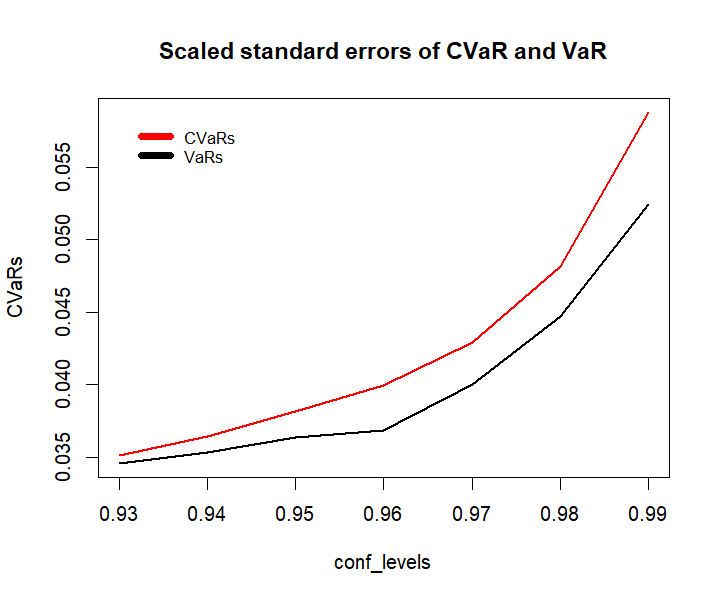 Scaled standard errors of CVaR and VaR
CVaRs
VaRs
CVaRs
0.055
0.050
0.045
0.040
0.035
0.93 0.94 0.95 0.96 0.97 0.98 0.99
conf_levels